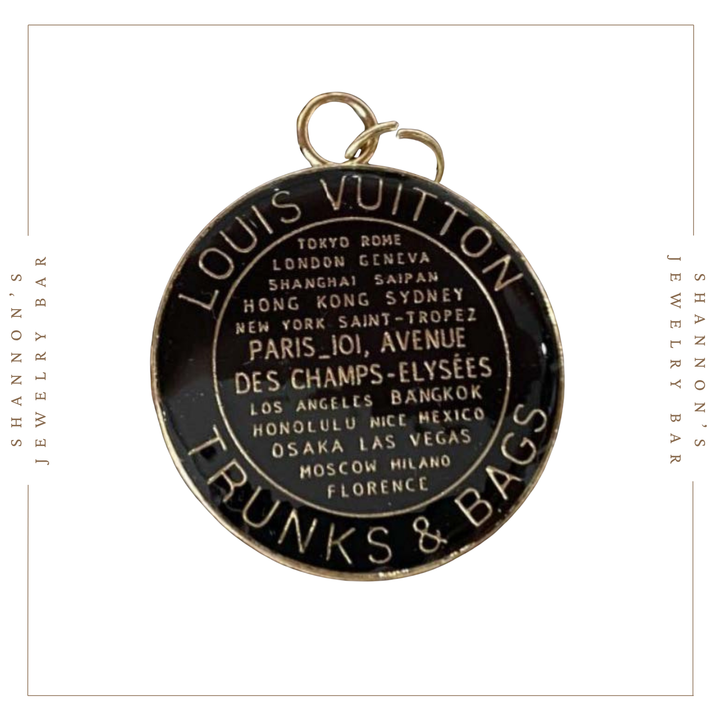 LOUIS VUITTON
TOKYO ROME
LONDON GENEVA
SHANGHAI SAIPAN
HONG KONG SYDNEY
NEW YORK SAINT-TROPEZ
PARIS_101, AVENUE
DES CHAMPS-ELYSÉES
LOS ANGELES BANGKOK
HONOLULU NICE MEXICO
OSAKA LAS VEGAS
MOSCOW MILANO
FLORENCE
TRUNKS & BAGS
SHANNON'S
JEWELRY BAR
SHANNON'S
JEWELRY BAR